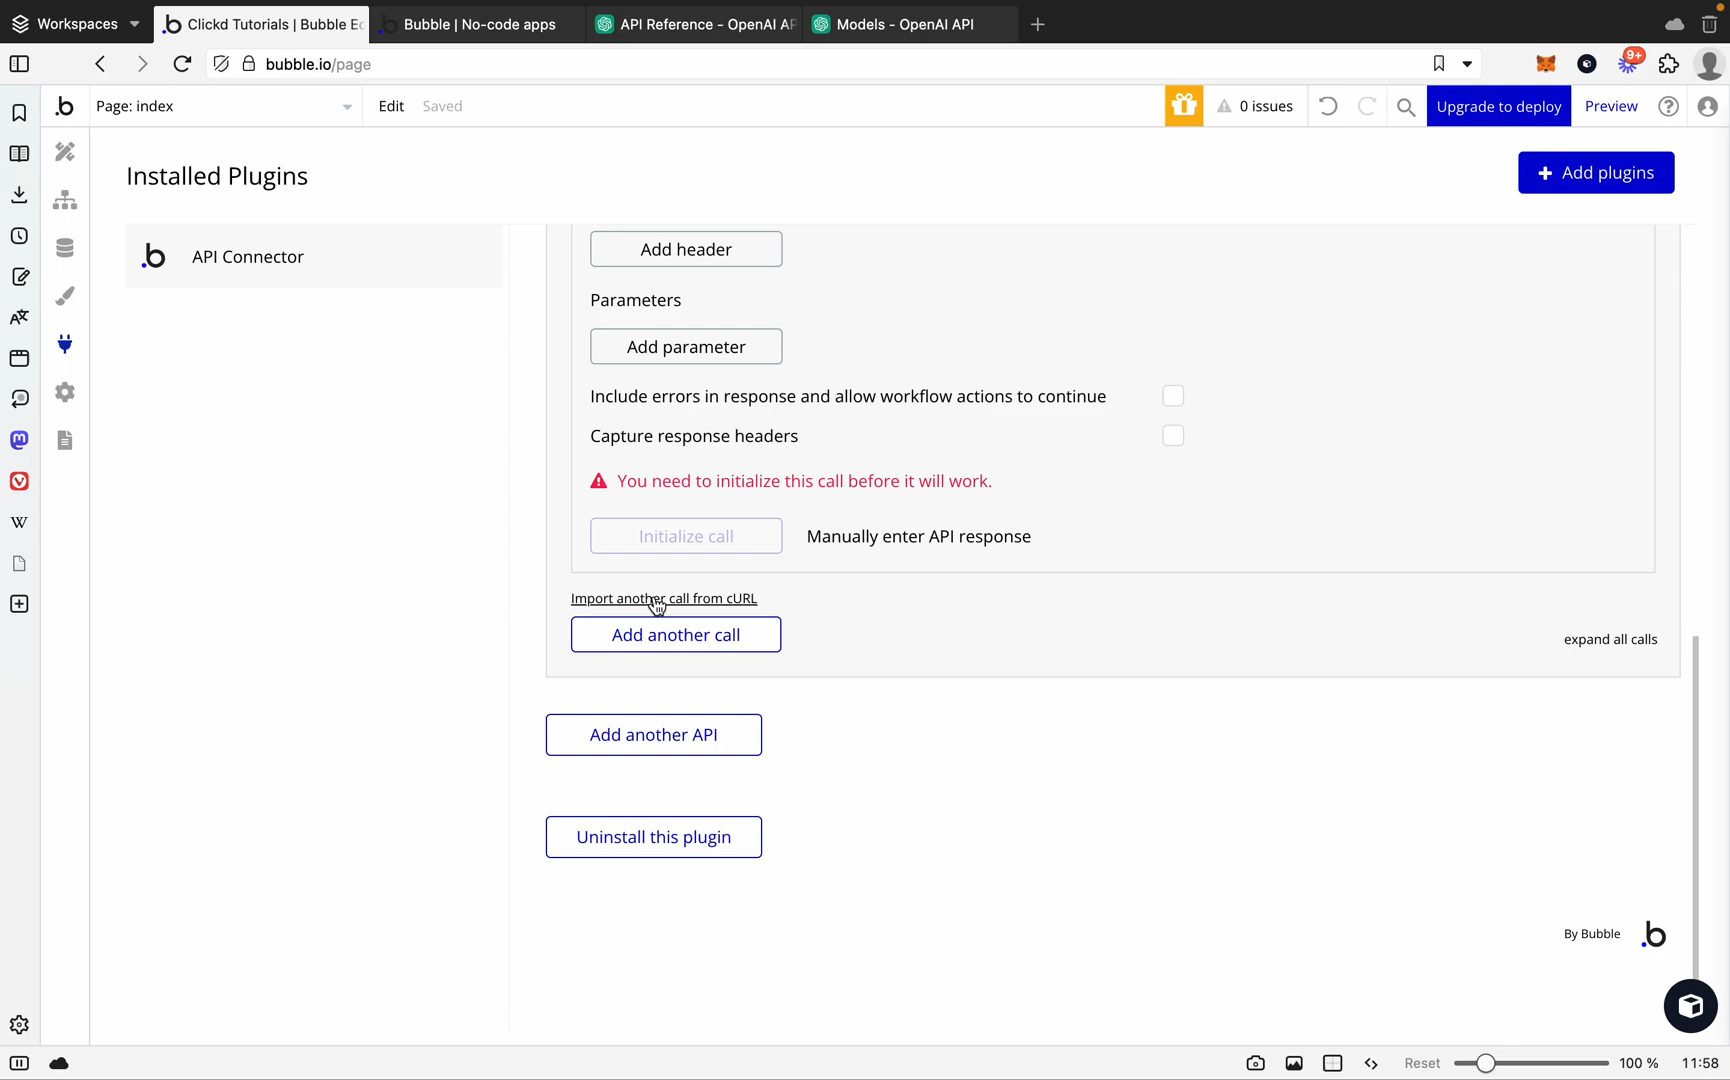 Workspaces
Clickd Tutorials | Bubble Ec
Bubble | No-code apps
API Reference - OpenAI AP
Models - OpenAI API
bubble.io/page
9+
Page: index
Edit
Saved
0 issues
Upgrade to deploy
Preview
Installed Plugins
Add plugins
API Connector
Add header
Parameters
Add parameter
Include errors in response and allow workflow actions to continue
Capture response headers
You need to initialize this call before it will work.
Initialize call
Manually enter API response
Import another call from cURL
Add another call
expand all calls
Add another API
Uninstall this plugin
By Bubble
Reset
100 %
11:58